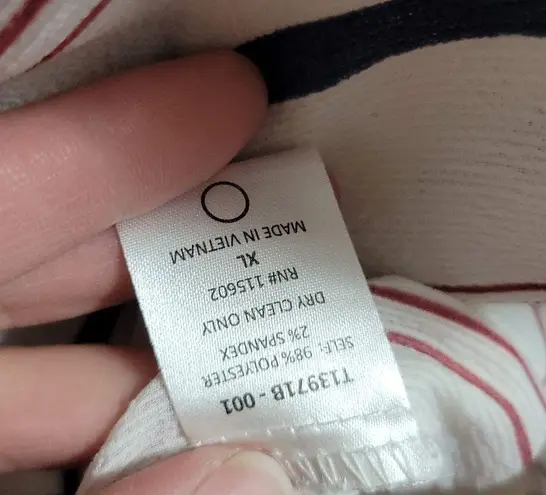 T13971B - 001
SELF: 98% POLYESTER
2% SPANDEX
DRY CLEAN ONLY
RN# 115602
XL
MADE IN VIETNAM